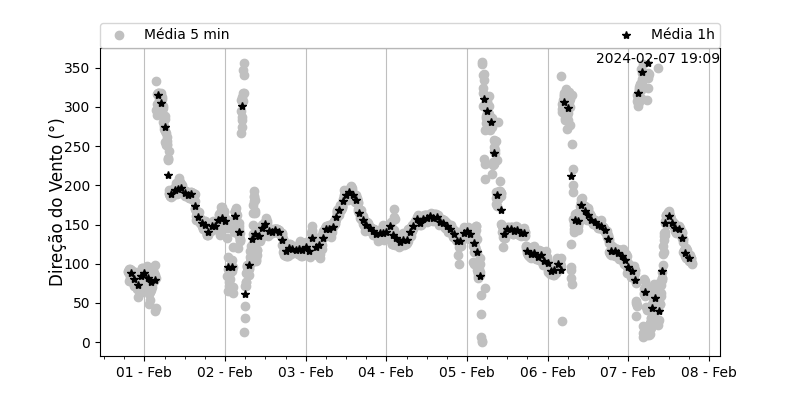 Média 5 min
Média 1h
2024-02-07 19:09
Direção do Vento (°)
350
300
250
200
150
100
50
0
01 - Feb
02 - Feb
03 - Feb
04 - Feb
05 - Feb
06 - Feb
07 - Feb
08 - Feb